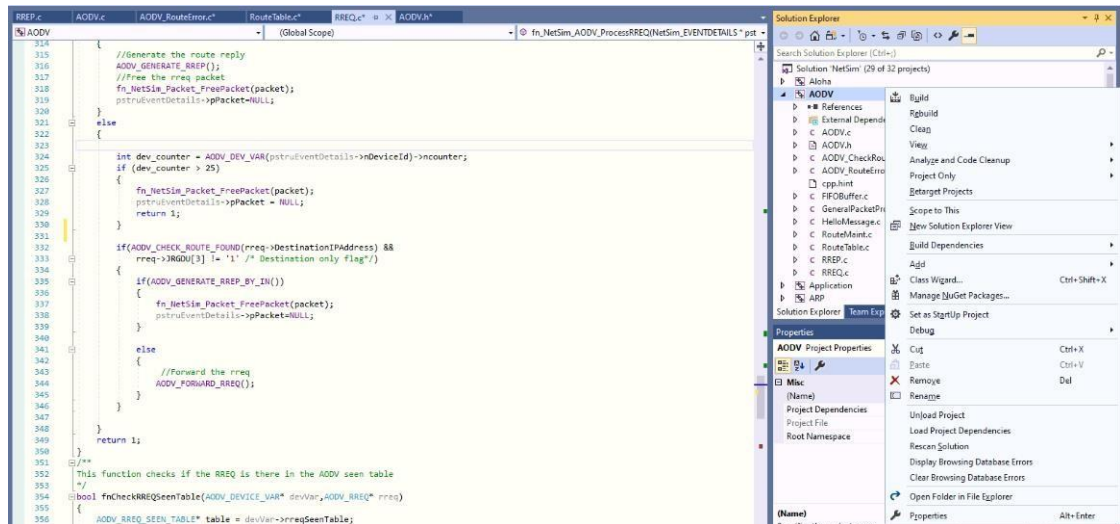 RREP.c AODV.c AODV_RouteError.c* RouteTable.c* RREQ.c* AODV.h*
AODV (Global Scope) fn_NetSim_AODV_ProcessRREQ(NetSim_EVENTDETAILS * pst
314 {
315 //Generate the route reply
316 AODV_GENERATE_RREP();
317 //Free the rreq packet
318 fn_NetSim_Packet_FreePacket(packet);
319 pstruEventDetails->pPacket=NULL;
320 }
321 else
322 {
323
324 int dev_counter = AODV_DEV_VAR(pstruEventDetails->nDeviceId)->ncounter;
325 if (dev_counter > 25)
326 {
327 fn_NetSim_Packet_FreePacket(packet);
328 pstruEventDetails->pPacket = NULL;
329 return 1;
330 }
331
332 if(AODV_CHECK_ROUTE_FOUND(rreq->DestinationIPAddress) &&
333 rreq->JRGDU[3] != '1' /* Destination only flag*/)
334 {
335 if(AODV_GENERATE_RREP_BY_IN())
336 {
337 fn_NetSim_Packet_FreePacket(packet);
338 pstruEventDetails->pPacket=NULL;
339 }
340
341 else
342 {
343 //Forward the rreq
344 AODV_FORWARD_RREQ();
345 }
346 }
347
348 }
349 return 1;
350 }
351 /**
352 This function checks if the RREQ is there in the AODV seen table
353 */
354 bool fnCheckRREQSeenTable(AODV_DEVICE_VAR* devVar,AODV_RREQ* rreq)
355 {
356 AODV_RREQ_SEEN_TABLE* table = devVar->rreqSeenTable;
Solution Explorer
Search Solution Explorer (Ctrl+;)
Solution 'NetSim' (29 of 32 projects)
Aloha
AODV
References
External Depende
AODV.c
AODV.h
AODV_CheckRou
AODV_RouteErro
cpp.hint
FIFOBuffer.c
GeneralPacketPr
HelloMessage.c
RouteMaint.c
RouteTable.c
RREP.c
RREQ.c
Application
ARP
Solution Explorer Team Exp
Properties
AODV Project Properties
Misc
(Name)
Project Dependencies
Project File
Root Namespace
(Name)
Build
Rebuild
Clean
View
Analyze and Code Cleanup
Project Only
Retarget Projects
Scope to This
New Solution Explorer View
Build Dependencies
Add
Class Wizard... Ctrl+Shift+X
Manage NuGet Packages...
Set as StartUp Project
Debug
Cut Ctrl+X
Paste Ctrl+V
Remove Del
Rename
Unload Project
Load Project Dependencies
Rescan Solution
Display Browsing Database Errors
Clear Browsing Database Errors
Open Folder in File Explorer
Properties Alt+Enter